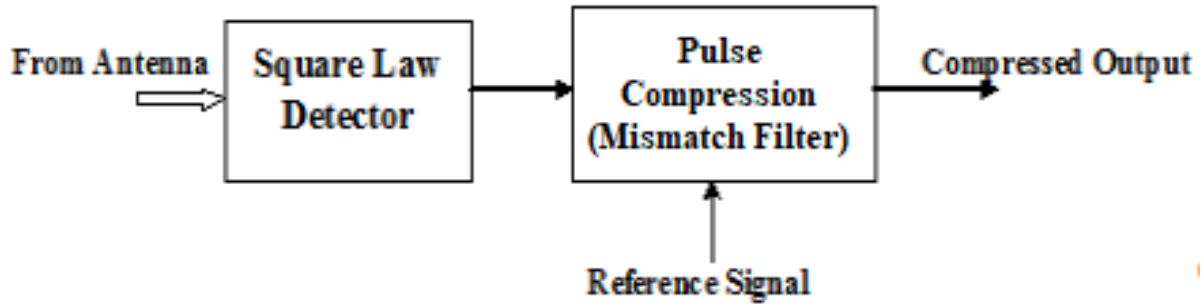 From Antenna
Square Law
Detector
Pulse
Compression
(Mismatch Filter)
Compressed Output
Reference Signal